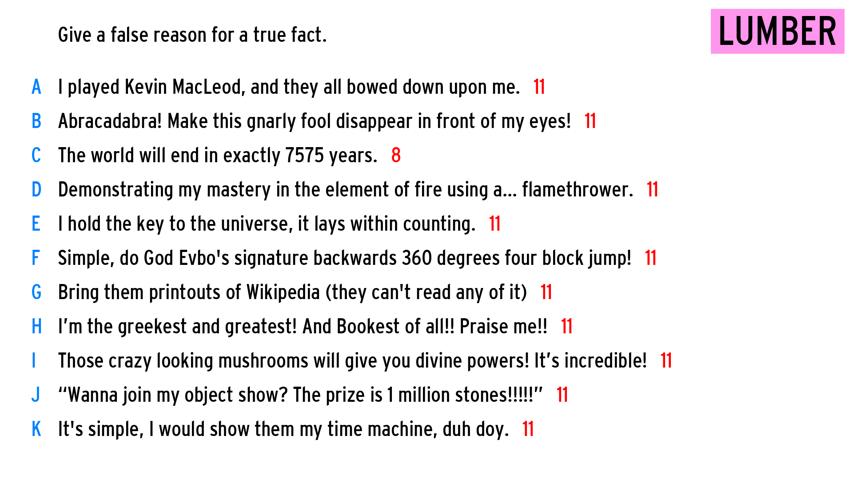 Give a false reason for a true fact.
LUMBER
A I played Kevin MacLeod, and they all bowed down upon me. 11
B Abracadabra! Make this gnarly fool disappear in front of my eyes! 11
C The world will end in exactly 7575 years. 8
D Demonstrating my mastery in the element of fire using a... flamethrower. 11
E I hold the key to the universe, it lays within counting. 11
F Simple, do God Evbo's signature backwards 360 degrees four block jump! 11
G Bring them printouts of Wikipedia (they can't read any of it) 11
H I’m the greekest and greatest! And Bookest of all!! Praise me!! 11
I Those crazy looking mushrooms will give you divine powers! It’s incredible! 11
J “Wanna join my object show? The prize is 1 million stones!!!!!” 11
K It's simple, I would show them my time machine, duh doy. 11